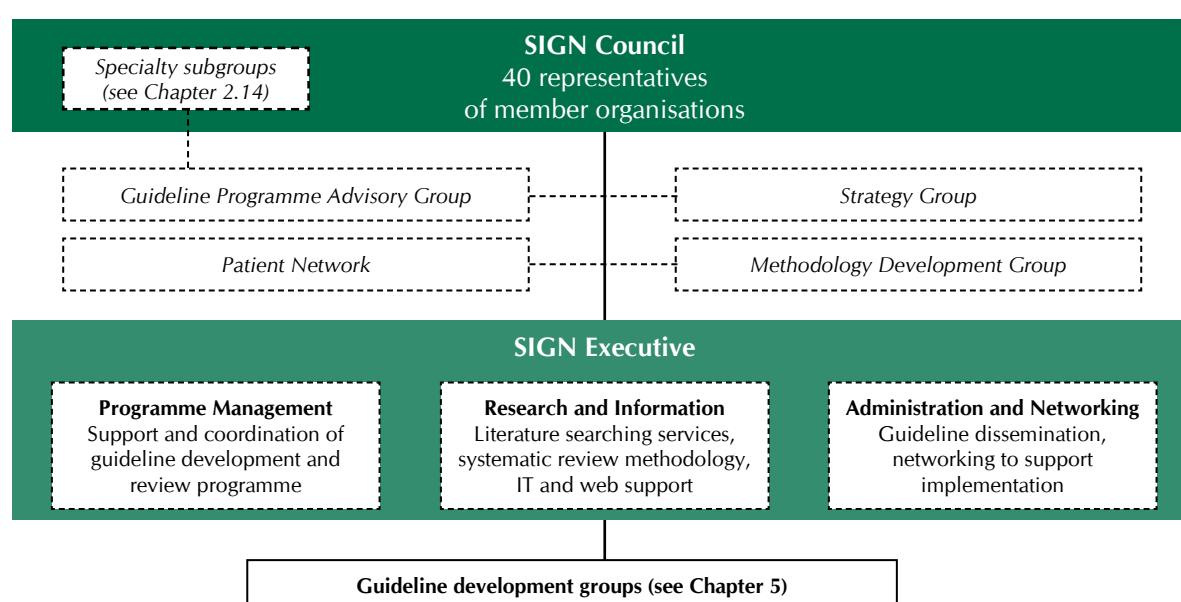 SIGN Council
40 representatives
of member organisations
Specialty subgroups
(see Chapter 2.14)
Guideline Programme Advisory Group
Strategy Group
Patient Network
Methodology Development Group
SIGN Executive
Programme Management
Support and coordination of
guideline development and
review programme
Research and Information
Literature searching services,
systematic review methodology,
IT and web support
Administration and Networking
Guideline dissemination,
networking to support
implementation
Guideline development groups (see Chapter 5)